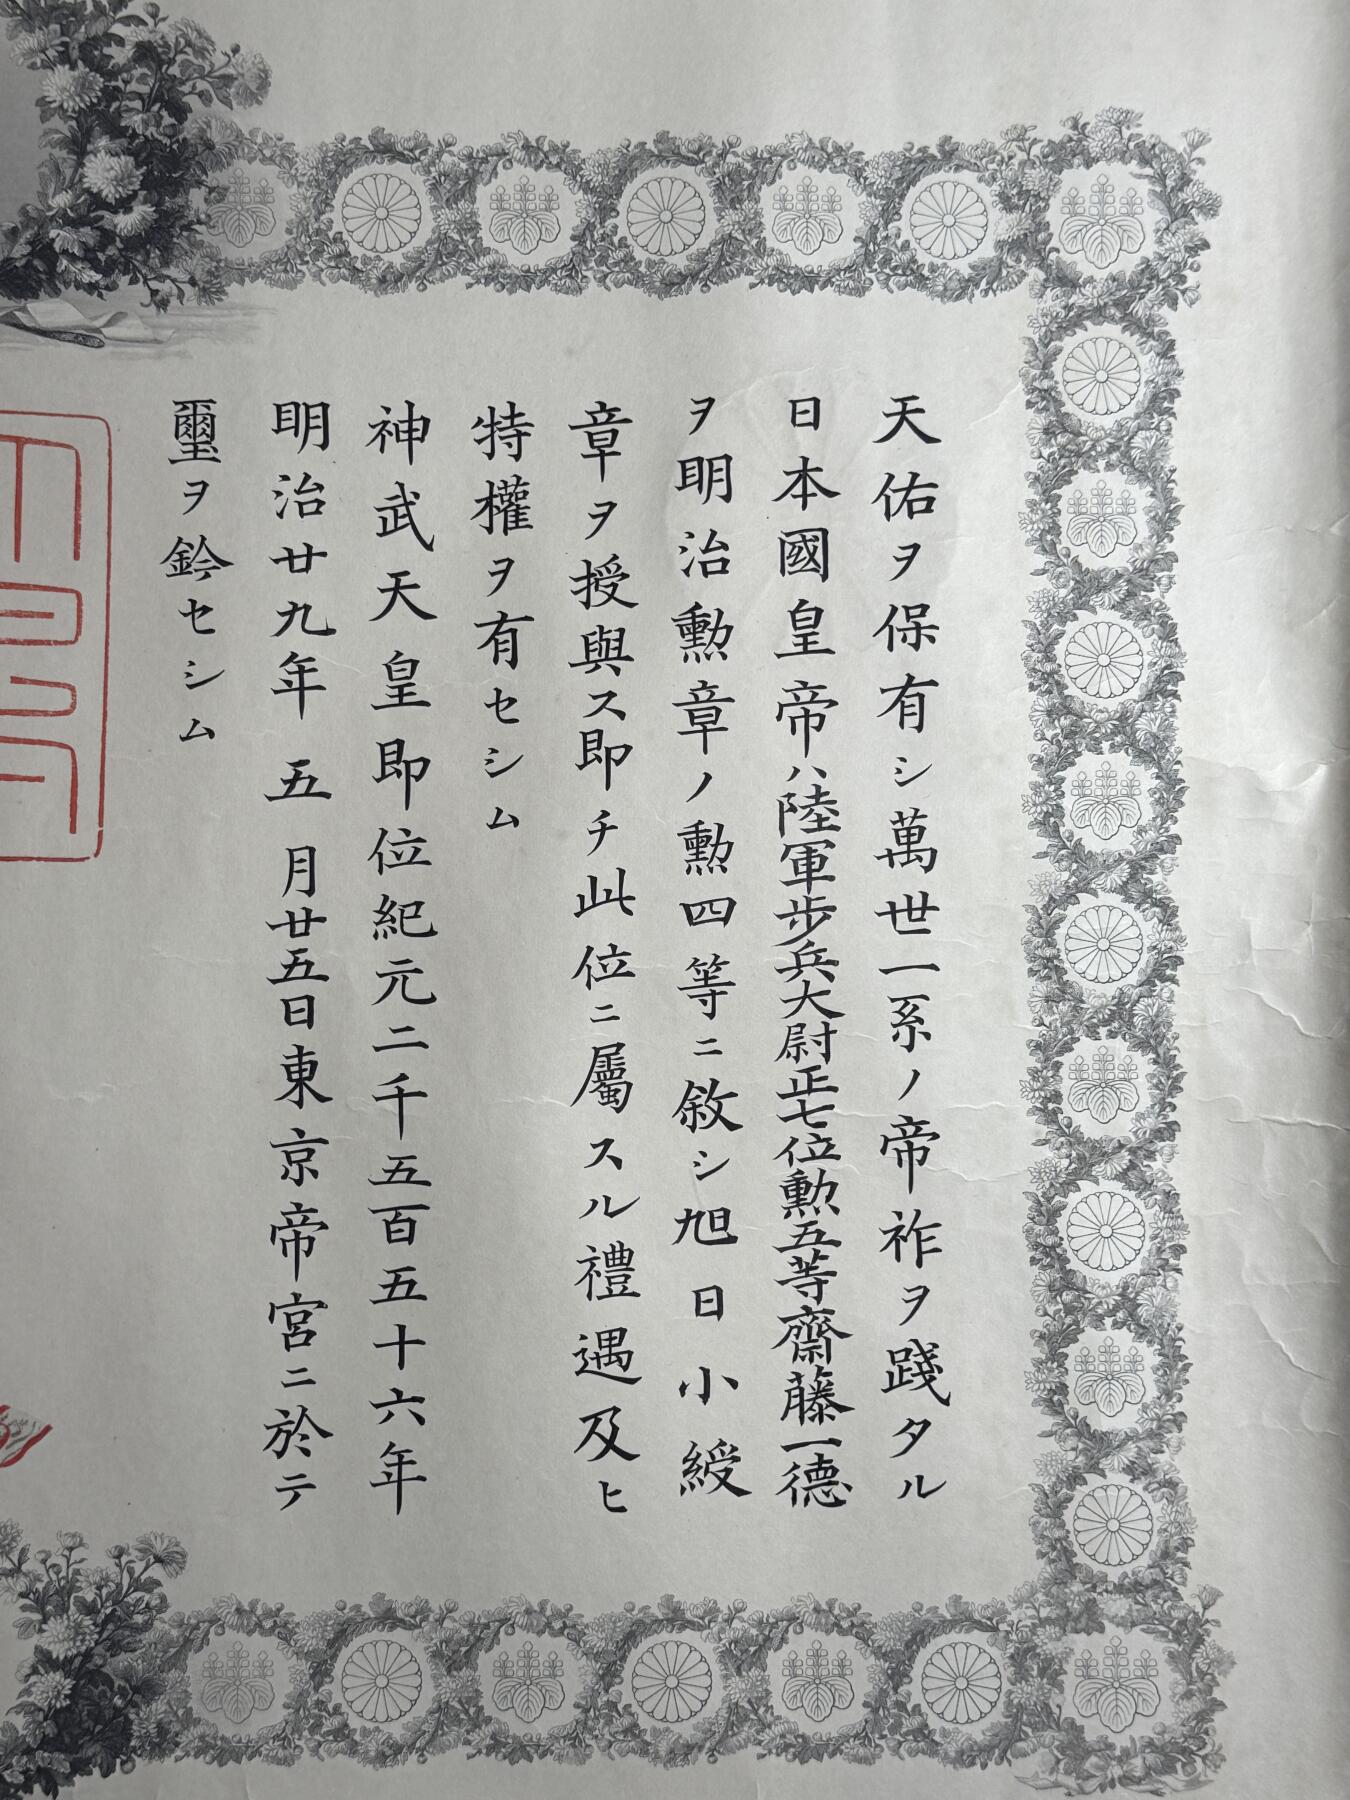 天佑ヲ保有シ萬世一系ノ帝祚ヲ踐タル
日本國皇帝ハ陸軍步兵大尉正七位勲五等齋藤一德
ヲ明治勲章ノ勲四等ニ敘シ旭日小綬
章ヲ授與ス即チ此位ニ屬スル禮遇及ヒ
特權ヲ有セシム
神武天皇即位紀元二千五百五十六年
明治廿九年五月廿五日東京帝宮ニ於テ
璽ヲ鈐セシム